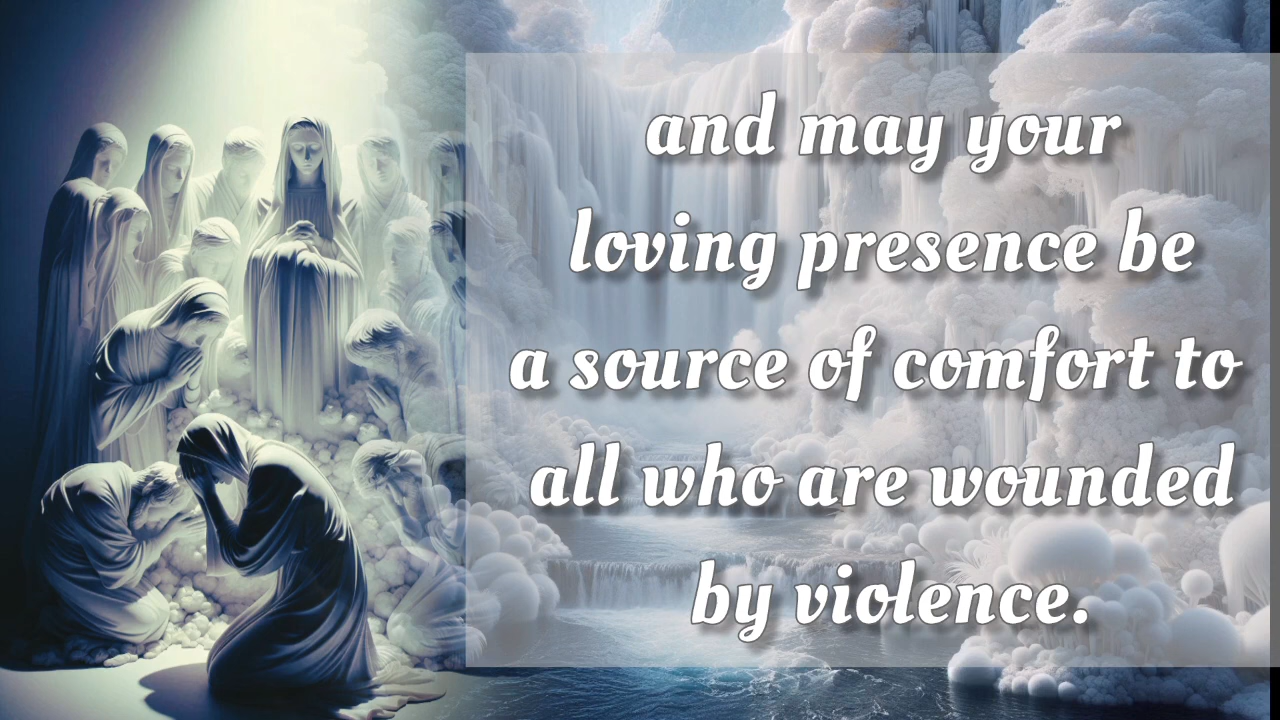 and may your
loving presence be
a source of comfort to
all who are wounded
by violence.